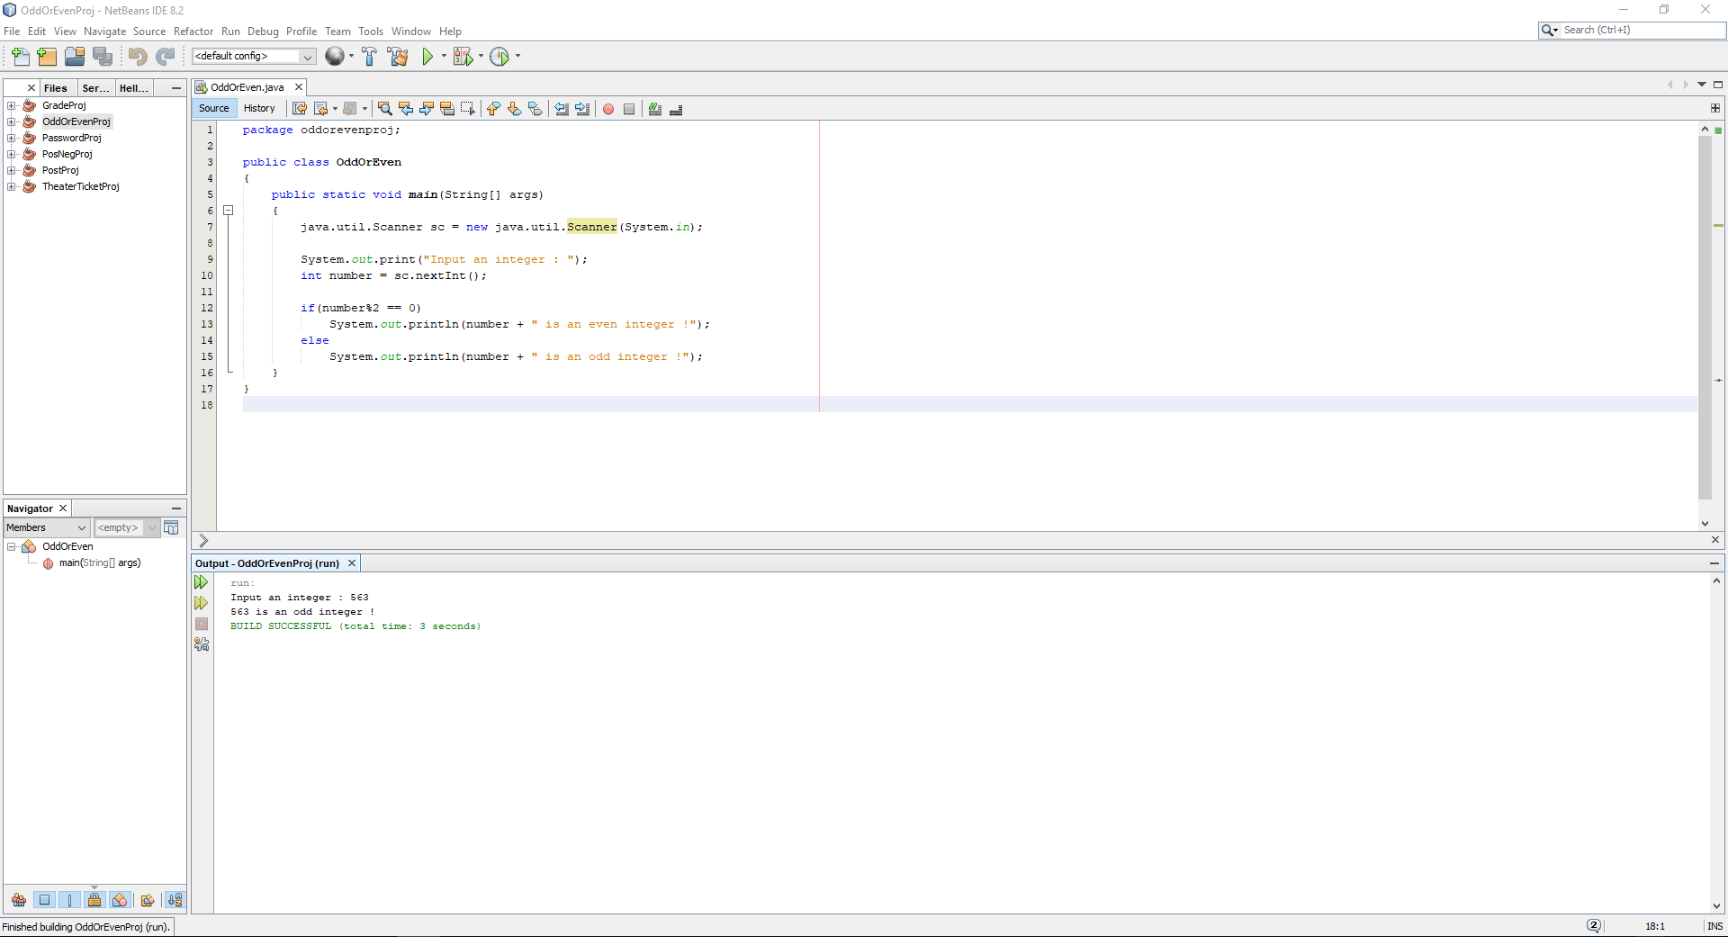 OddOrEvenProj - NetBeans IDE 8.2
File Edit View Navigate Source Refactor Run Debug Profile Team Tools Window Help
Search (Ctrl+I)
<default config>
Files Ser... Hell...
GradeProj
OddOrEvenProj
PasswordProj
PosNegProj
PostProj
TheaterTicketProj
OddOrEven.java
Source History
1 package oddorevenproj;
2
3 public class OddOrEven
4 {
5 public static void main(String[] args)
6 {
7 java.util.Scanner sc = new java.util.Scanner(System.in);
8
9 System.out.print("Input an integer : ");
10 int number = sc.nextInt();
11
12 if(number%2 == 0)
13 System.out.println(number + " is an even integer !");
14 else
15 System.out.println(number + " is an odd integer !");
16 }
17 }
18
Navigator
Members <empty>
OddOrEven
main(String[] args)
Output - OddOrEvenProj (run)
run:
Input an integer : 563
563 is an odd integer !
BUILD SUCCESSFUL (total time: 3 seconds)
Finished building OddOrEvenProj (run).
2 18:1 INS